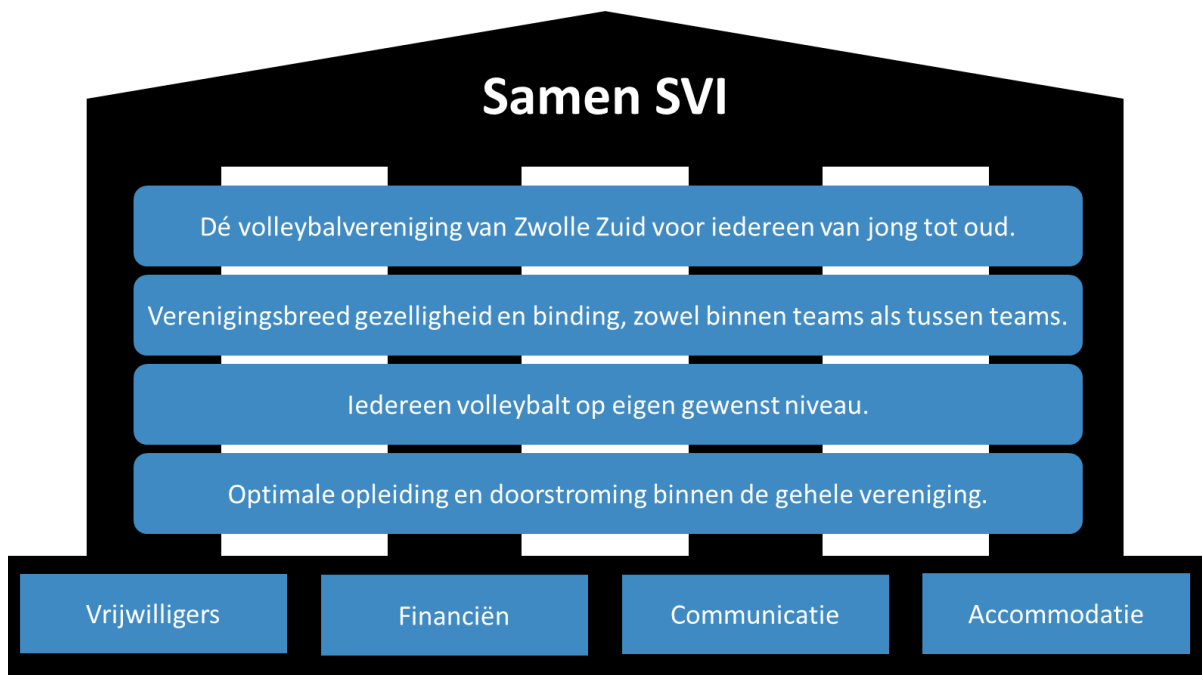 Samen SVI
Dé volleybalvereniging van Zwolle Zuid voor iedereen van jong tot oud.
Verenigingsbreed gezelligheid en binding, zowel binnen teams als tussen teams.
Iedereen volleybalt op eigen gewenst niveau.
Optimale opleiding en doorstroming binnen de gehele vereniging.
Vrijwilligers
Financiën
Communicatie
Accommodatie